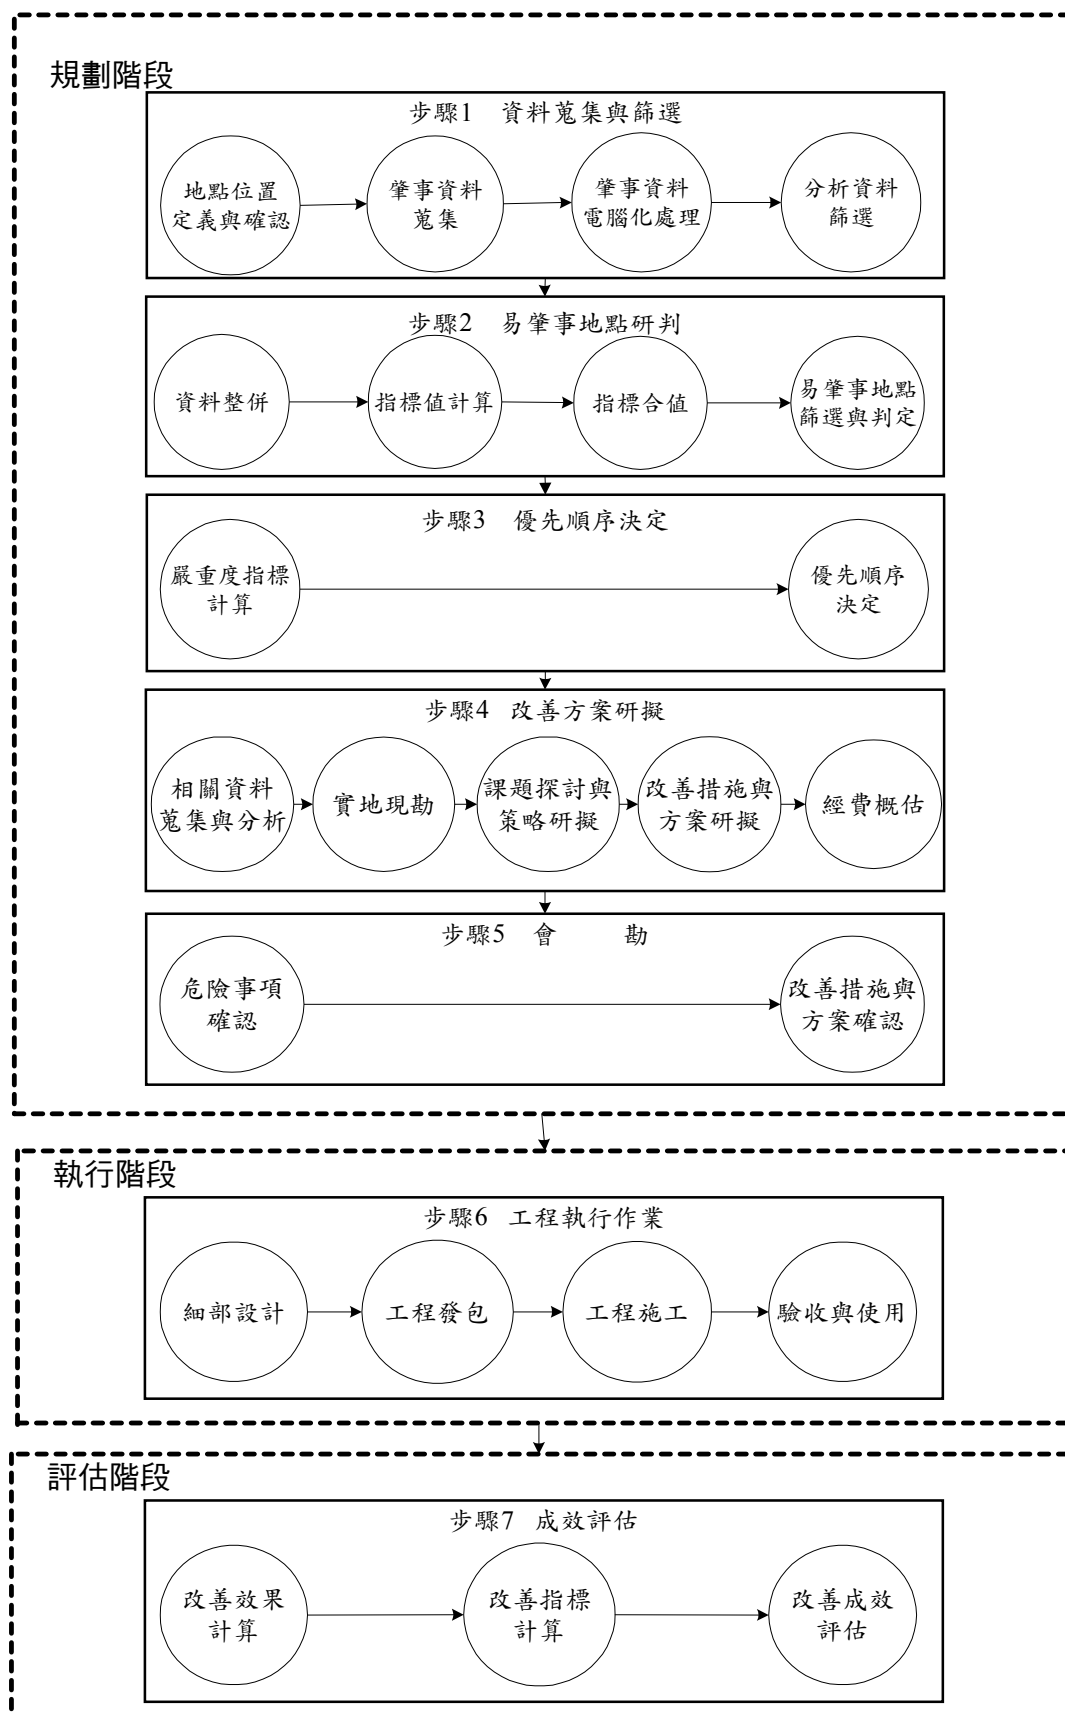 規劃階段
步驟1 資料蒐集與篩選
地點位置
定義與確認
肇事資料
蒐集
肇事資料
電腦化處理
分析資料
篩選
步驟2 易肇事地點研判
資料整併
指標值計算
指標合值
易肇事地點
篩選與判定
步驟3 優先順序決定
嚴重度指標
計算
優先順序
決定
步驟4 改善方案研擬
相關資料
蒐集與分析
實地現勘
課題探討與
策略研擬
改善措施與
方案研擬
經費概估
步驟5 會 勘
危險事項
確認
改善措施與
方案確認
執行階段
步驟6 工程執行作業
細部設計
工程發包
工程施工
驗收與使用
評估階段
步驟7 成效評估
改善效果
計算
改善指標
計算
改善成效
評估